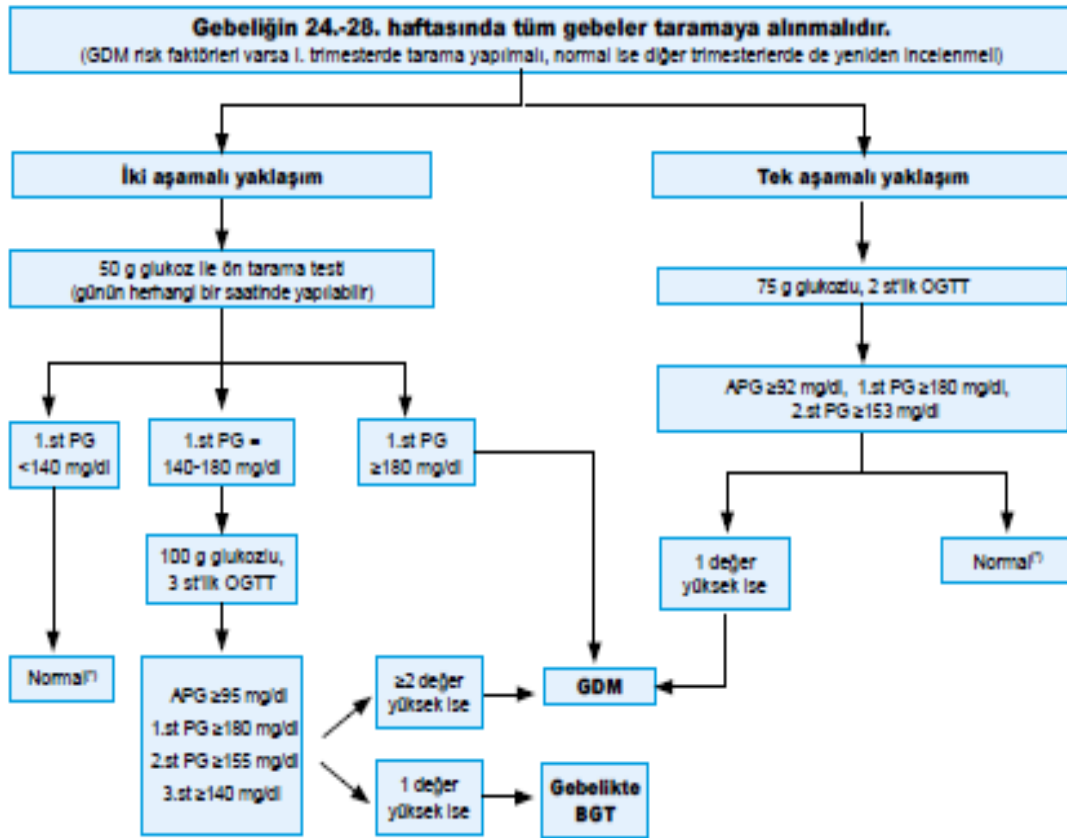 Gebeliğin 24.-28. haftasında tüm gebeler taramaya alınmalıdır.
(GDM risk faktörleri varsa I. trimesterde tarama yapılmalı, normal ise diğer trimesterlerde de yeniden incelenmeli)
İki aşamalı yaklaşım
Tek aşamalı yaklaşım
50 g glukoz ile ön tarama testi
(günün herhangi bir saatinde yapılabilir)
75 g glukozlu, 2 st'lik OGTT
APG ≥92 mg/dl, 1.st PG ≥180 mg/dl,
2.st PG ≥153 mg/dl
1.st PG
<140 mg/dl
1.st PG =
140-180 mg/dl
1.st PG
≥180 mg/dl
100 g glukozlu,
3 st'lik OGTT
1 değer
yüksek ise
Normal(*)
Normal(*)
APG ≥95 mg/dl
1.st PG ≥180 mg/dl
2.st PG ≥155 mg/dl
3.st ≥140 mg/dl
≥2 değer
yüksek ise
GDM
1 değer
yüksek ise
Gebelikte
BGT